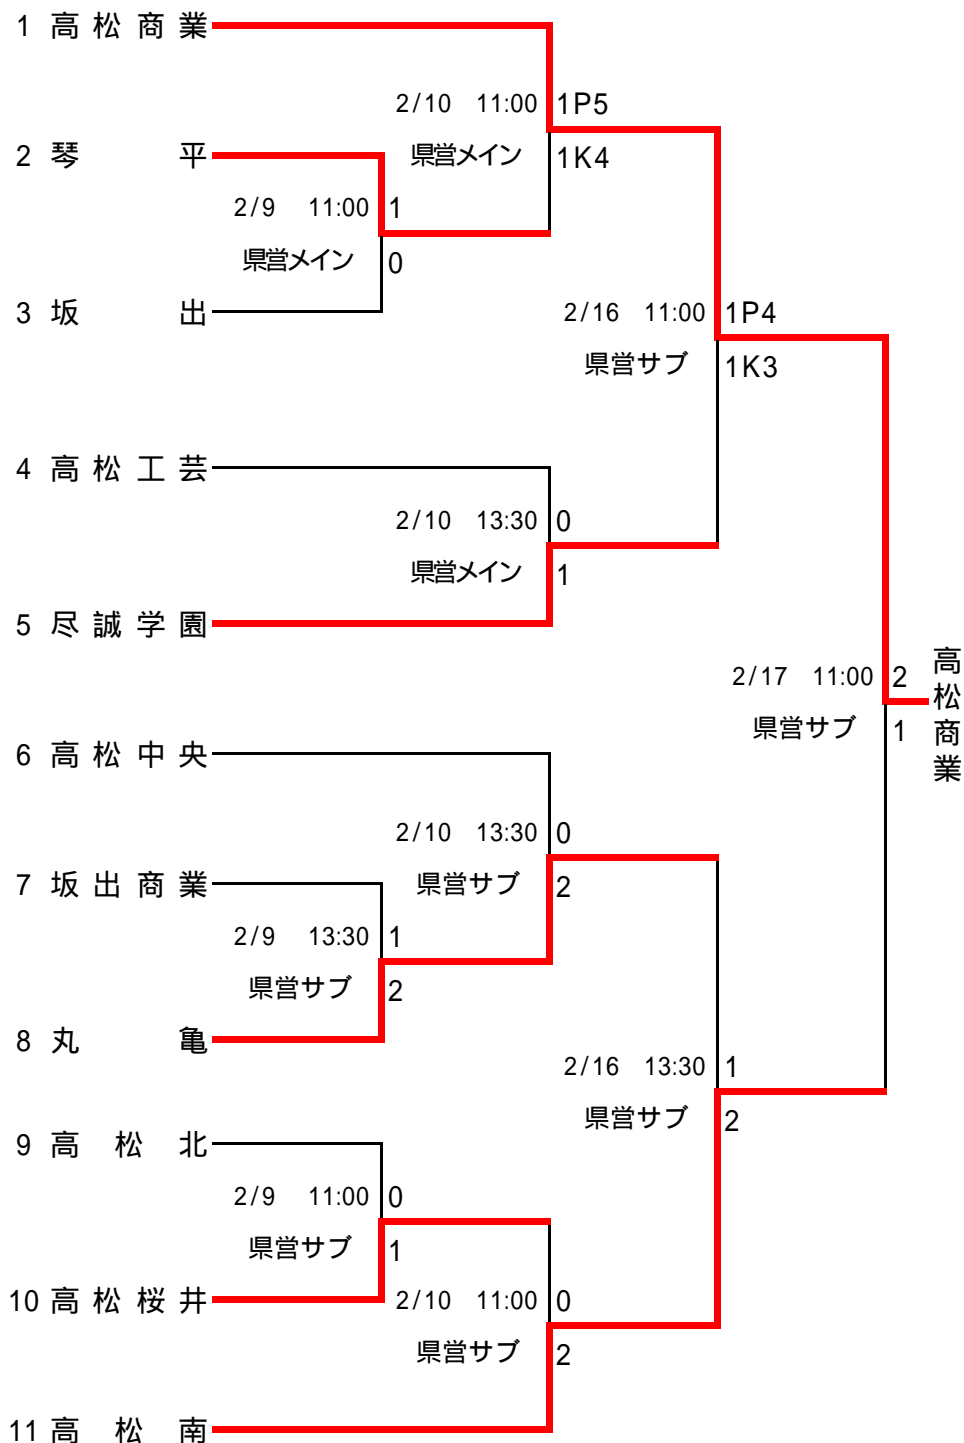 1 高松商業
2/10 11:00 1P5
県営メイン 1K4
2 琴平
2/9 11:00 1
県営メイン 0
3 坂出
2/16 11:00 1P4
県営サブ 1K3
4 高松工芸
2/10 13:30 0
県営メイン 1
5 尽誠学園
2/17 11:00 2
県営サブ 1
高松商業
6 高松中央
2/10 13:30 0
県営サブ 2
7 坂出商業
2/9 13:30 1
県営サブ 2
8 丸亀
2/16 13:30 1
県営サブ 2
9 高松北
2/9 11:00 0
県営サブ 1
10 高松桜井
2/10 11:00 0
県営サブ 2
11 高松南